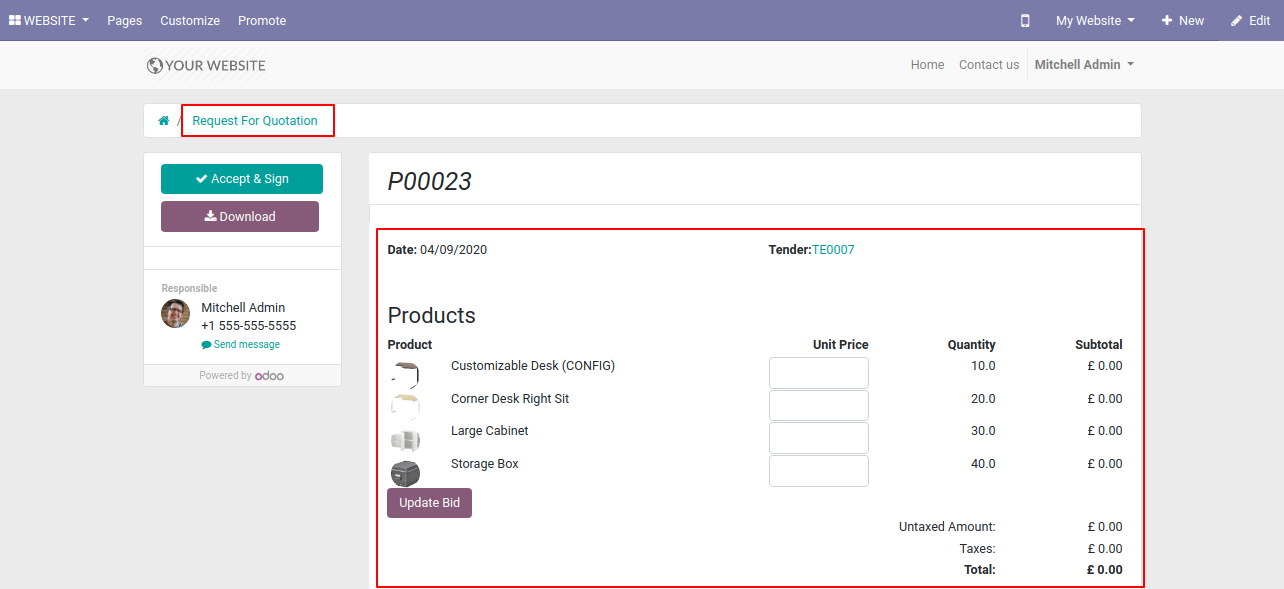 WEBSITE Pages Customize Promote My Website New Edit
YOUR WEBSITE Home Contact us Mitchell Admin
/ Request For Quotation
Accept & Sign
Download
Responsible
Mitchell Admin
+1 555-555-5555
Send message
Powered by odoo
P00023
Date: 04/09/2020 Tender:TE0007
Products
Product Unit Price Quantity Subtotal
Customizable Desk (CONFIG) 10.0 £ 0.00
Corner Desk Right Sit 20.0 £ 0.00
Large Cabinet 30.0 £ 0.00
Storage Box 40.0 £ 0.00
Update Bid
Untaxed Amount: £ 0.00
Taxes: £ 0.00
Total: £ 0.00